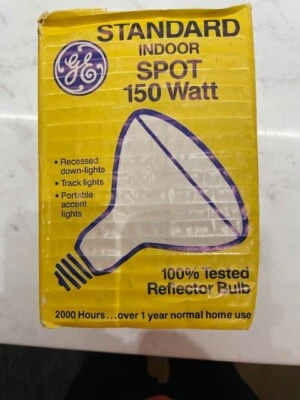 GE
STANDARD
INDOOR
SPOT
150 Watt
• Recessed
down-lights
• Track lights
• Portable
accent
lights
100% Tested
Reflector Bulb
2000 Hours...over 1 year normal home use